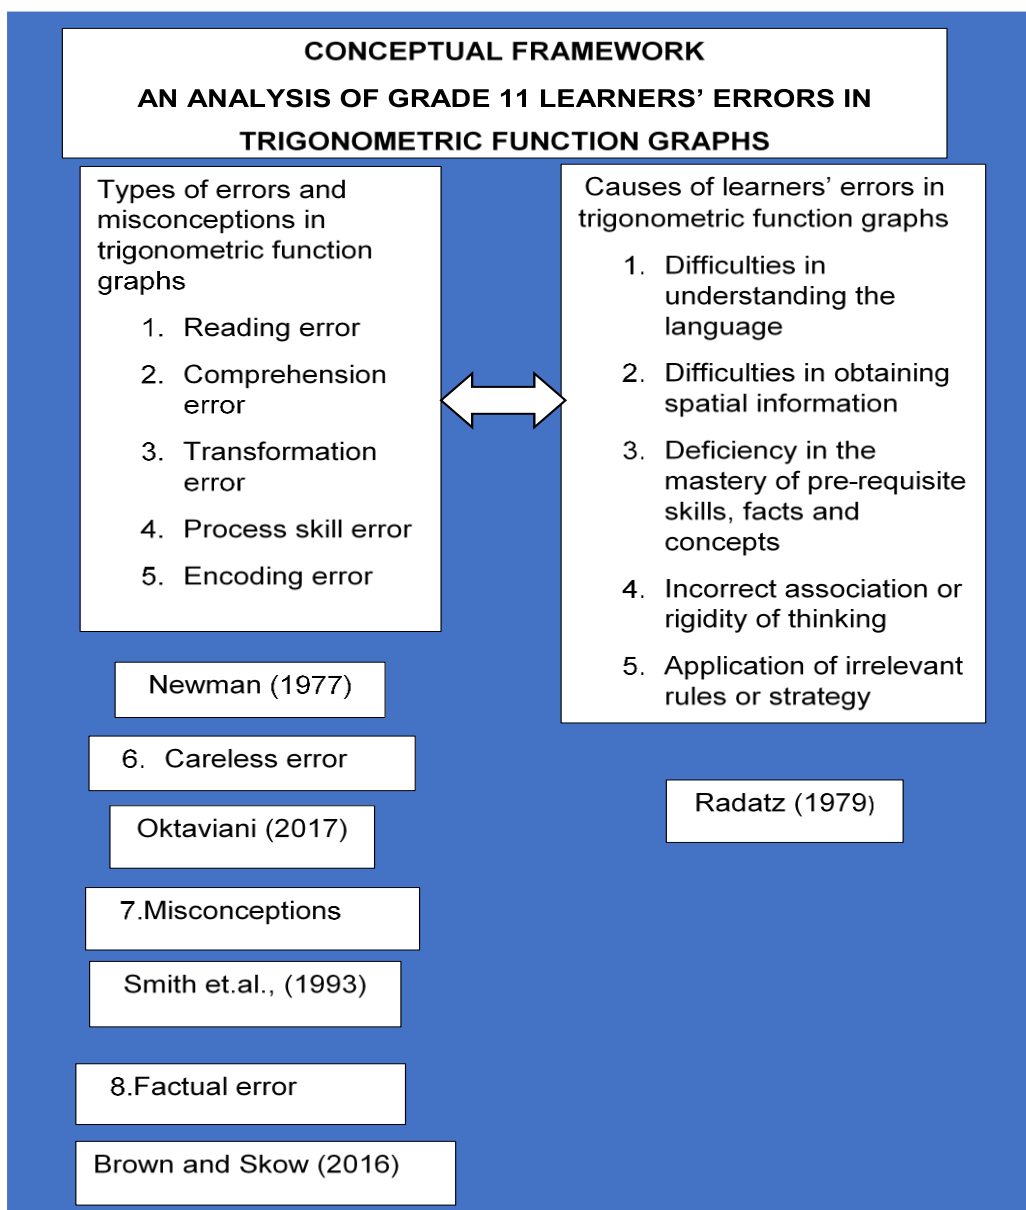 CONCEPTUAL FRAMEWORK
AN ANALYSIS OF GRADE 11 LEARNERS’ ERRORS IN
TRIGONOMETRIC FUNCTION GRAPHS
Types of errors and
misconceptions in
trigonometric function
graphs
1. Reading error
2. Comprehension
error
3. Transformation
error
4. Process skill error
5. Encoding error
Newman (1977)
6. Careless error
Oktaviani (2017)
7.Misconceptions
Smith et.al., (1993)
8.Factual error
Brown and Skow (2016)
Causes of learners’ errors in
trigonometric function graphs
1. Difficulties in
understanding the
language
2. Difficulties in obtaining
spatial information
3. Deficiency in the
mastery of pre-requisite
skills, facts and
concepts
4. Incorrect association or
rigidity of thinking
5. Application of irrelevant
rules or strategy
Radatz (1979)